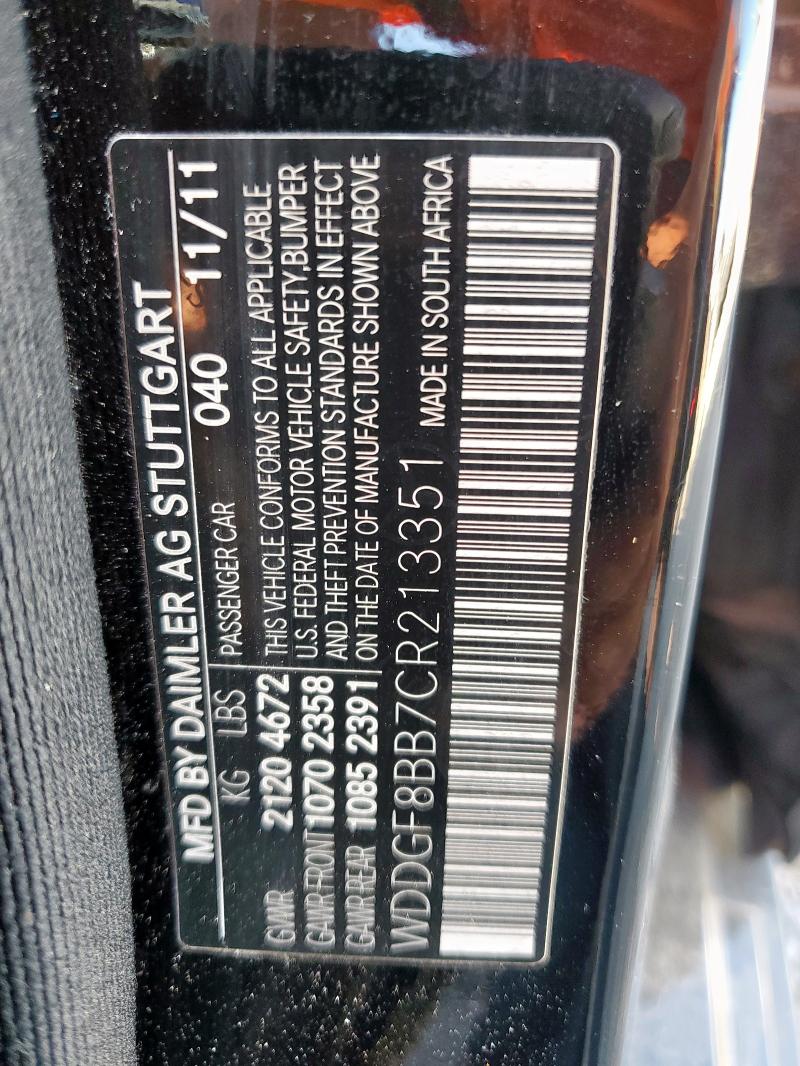 MFD BY DAIMLER AG STUTTGART
KG LBS PASSENGER CAR 040 11/11
GVWR 2120 4672 THIS VEHICLE CONFORMS TO ALL APPLICABLE
GAWR FRONT 1070 2358 U.S. FEDERAL MOTOR VEHICLE SAFETY,BUMPER
GAWR REAR 1085 2391 AND THEFT PREVENTION STANDARDS IN EFFECT
ON THE DATE OF MANUFACTURE SHOWN ABOVE
WDDGF8BB7CR213351 MADE IN SOUTH AFRICA